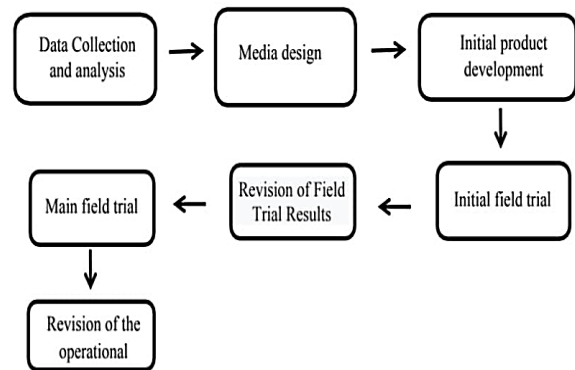 Data Collection
and analysis
Media design
Initial product
development
Initial field trial
Revision of Field
Trial Results
Main field trial
Revision of the
operational